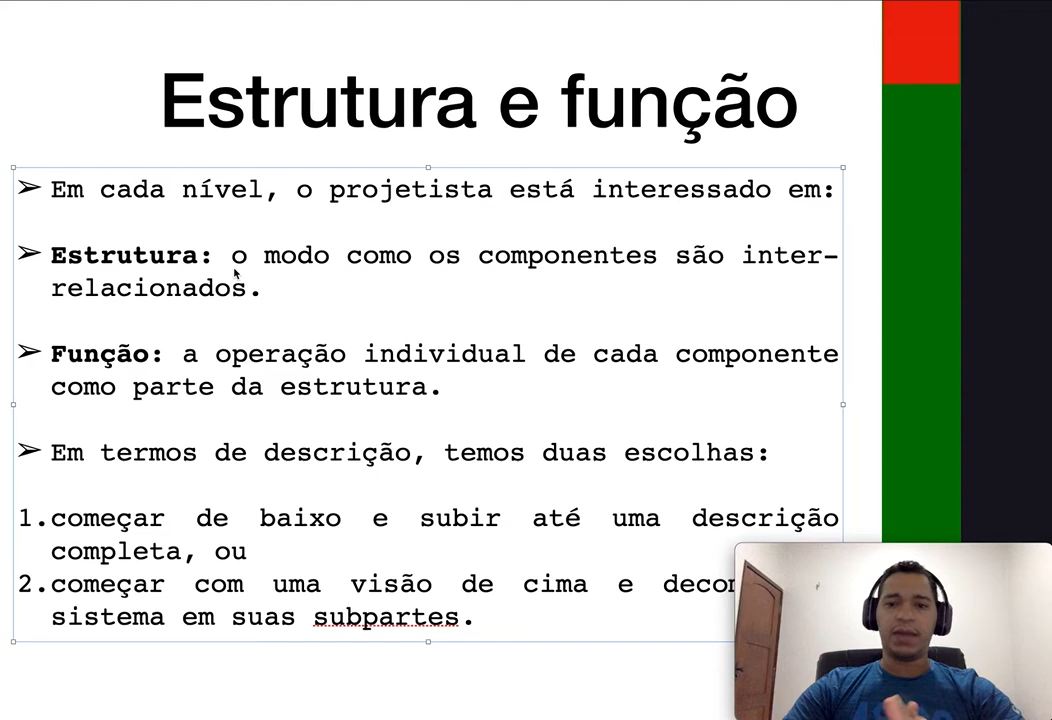 Estrutura e função
➢ Em cada nível, o projetista está interessado em:
➢ Estrutura: o modo como os componentes são inter-
relacionados.
➢ Função: a operação individual de cada componente
como parte da estrutura.
➢ Em termos de descrição, temos duas escolhas:
1.começar de baixo e subir até uma descrição
completa, ou
2.começar com uma visão de cima e
sistema em suas subpartes.